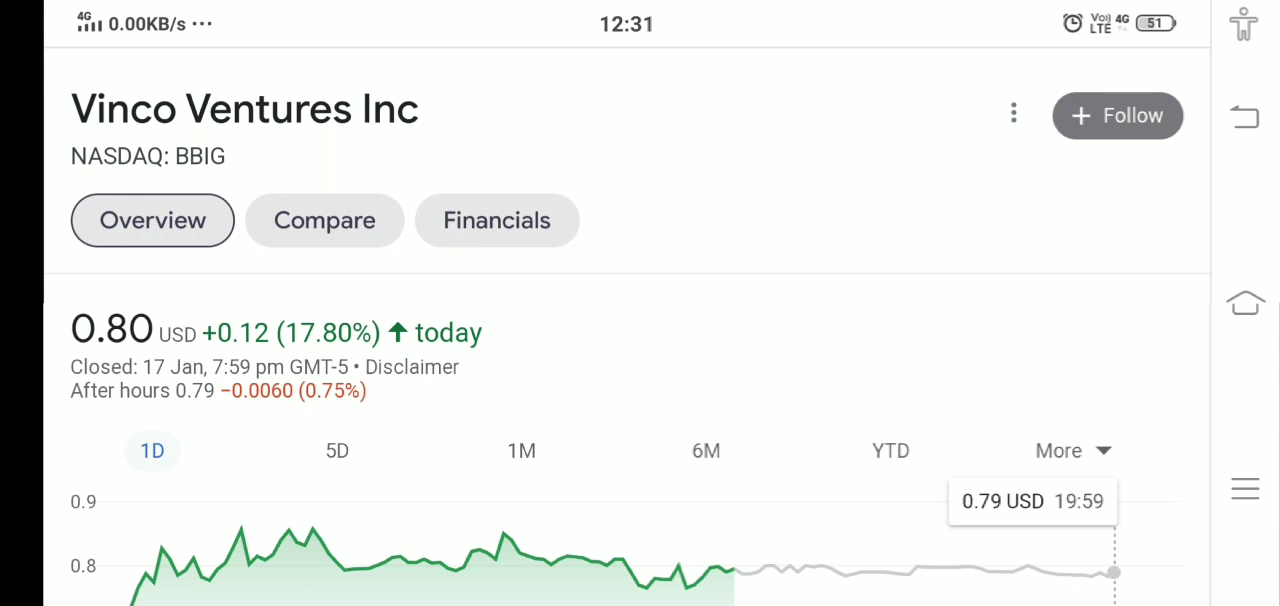 4G 0.00KB/s ··· 12:31 Vo)) LTE 4G 51
Vinco Ventures Inc
+ Follow
NASDAQ: BBIG
Overview Compare Financials
0.80 USD +0.12 (17.80%) ↑ today
Closed: 17 Jan, 7:59 pm GMT-5 • Disclaimer
After hours 0.79 −0.0060 (0.75%)
1D 5D 1M 6M YTD More
0.79 USD 19:59
0.9
0.8